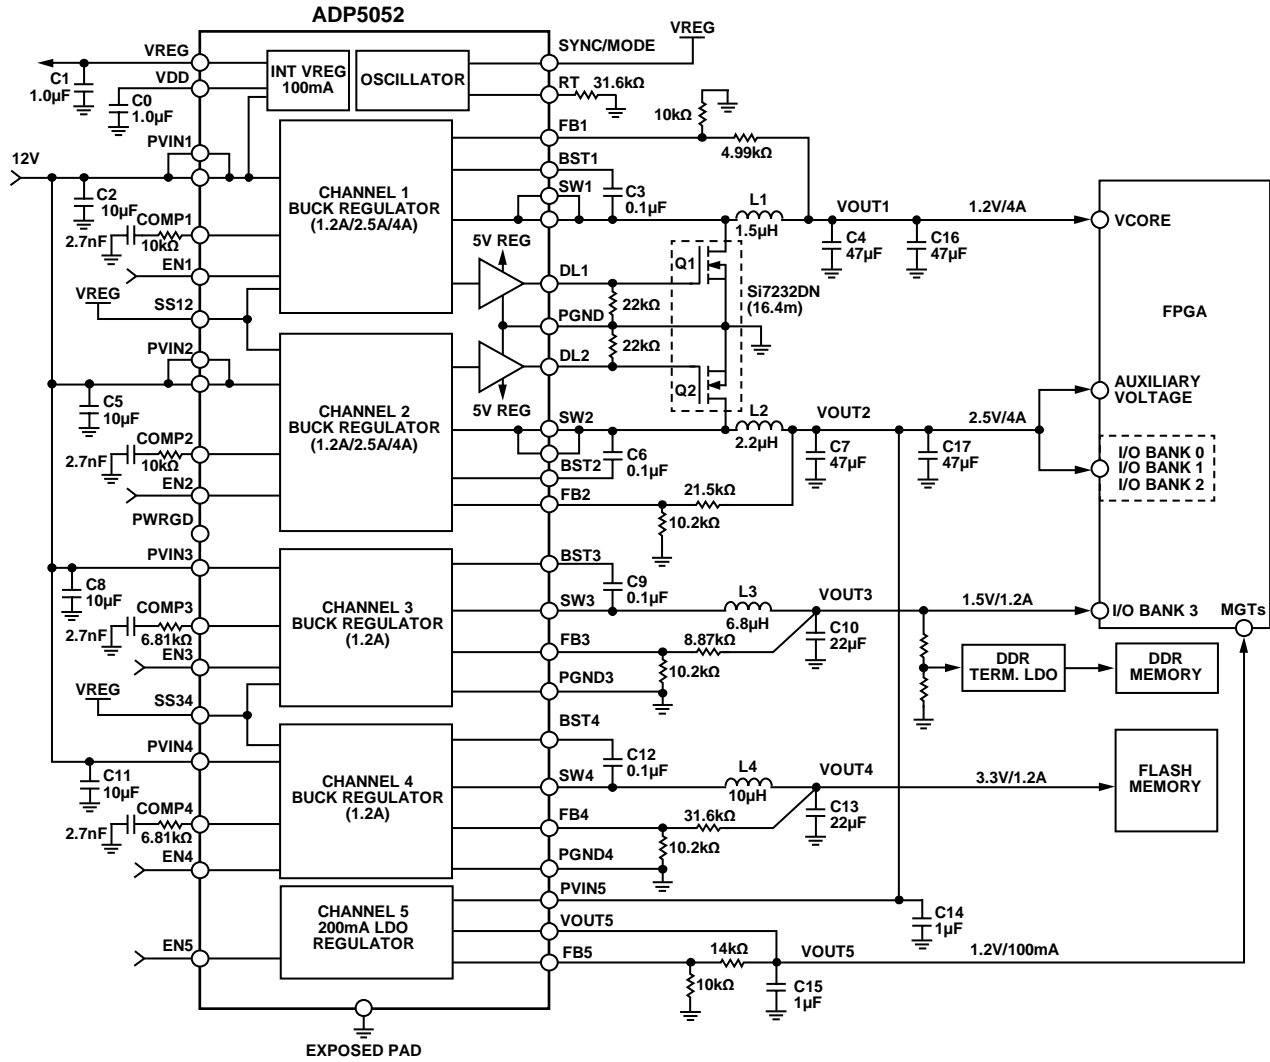 ADP5052
VREG
C1
1.0µF
VDD
C0
1.0µF
INT VREG
100mA
OSCILLATOR
SYNC/MODE
VREG
RT
31.6kΩ
12V
PVIN1
C2
10µF
COMP1
2.7nF
10kΩ
EN1
VREG
SS12
CHANNEL 1
BUCK REGULATOR
(1.2A/2.5A/4A)
FB1
10kΩ
4.99kΩ
BST1
SW1
C3
0.1µF
L1
1.5µH
VOUT1
1.2V/4A
C4
47µF
C16
47µF
VCORE
FPGA
5V REG
DL1
22kΩ
PGND
22kΩ
DL2
5V REG
Q1
Si7232DN
(16.4m)
Q2
PVIN2
C5
10µF
COMP2
2.7nF
10kΩ
EN2
PWRGD
CHANNEL 2
BUCK REGULATOR
(1.2A/2.5A/4A)
SW2
L2
2.2µH
VOUT2
2.5V/4A
BST2
C6
0.1µF
C7
47µF
C17
47µF
FB2
21.5kΩ
10.2kΩ
AUXILIARY
VOLTAGE
I/O BANK 0
I/O BANK 1
I/O BANK 2
PVIN3
C8
10µF
COMP3
2.7nF
6.81kΩ
EN3
VREG
SS34
CHANNEL 3
BUCK REGULATOR
(1.2A)
BST3
C9
0.1µF
SW3
L3
6.8µH
VOUT3
1.5V/1.2A
C10
22µF
FB3
8.87kΩ
10.2kΩ
PGND3
I/O BANK 3
MGTs
DDR
TERM. LDO
DDR
MEMORY
PVIN4
C11
10µF
COMP4
2.7nF
6.81kΩ
EN4
CHANNEL 4
BUCK REGULATOR
(1.2A)
BST4
C12
0.1µF
SW4
L4
10µH
VOUT4
3.3V/1.2A
C13
22µF
FB4
31.6kΩ
10.2kΩ
PGND4
FLASH
MEMORY
EN5
CHANNEL 5
200mA LDO
REGULATOR
PVIN5
C14
1µF
VOUT5
FB5
14kΩ
10kΩ
VOUT5
1.2V/100mA
C15
1µF
EXPOSED PAD